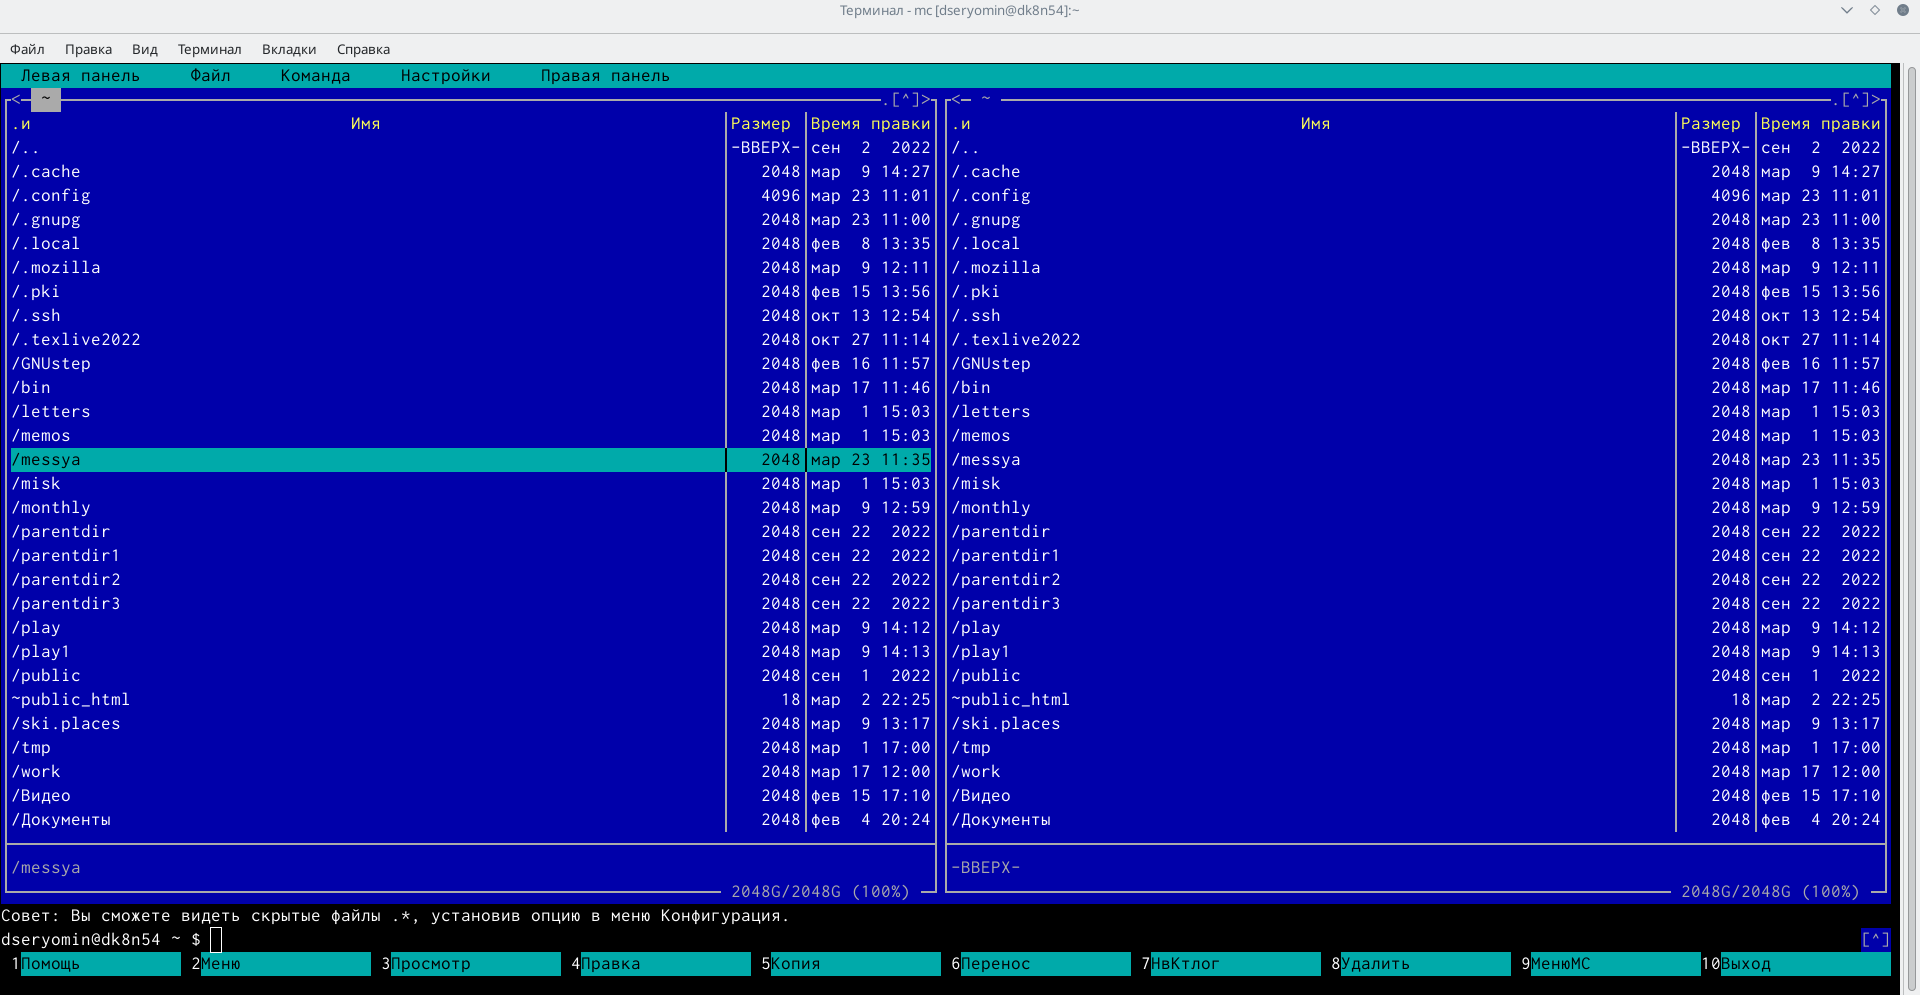 Терминал - mc [dseryomin@dk8n54]:~
Файл Правка Вид Терминал Вкладки Справка
Левая панель Файл Команда Настройки Правая панель
<- ~ .[^]> <- ~ .[^]>
.и Имя Размер Время правки .и Имя Размер Время правки
/.. -ВВЕРХ- сен 2 2022 /.. -ВВЕРХ- сен 2 2022
/.cache 2048 мар 9 14:27 /.cache 2048 мар 9 14:27
/.config 4096 мар 23 11:01 /.config 4096 мар 23 11:01
/.gnupg 2048 мар 23 11:00 /.gnupg 2048 мар 23 11:00
/.local 2048 фев 8 13:35 /.local 2048 фев 8 13:35
/.mozilla 2048 мар 9 12:11 /.mozilla 2048 мар 9 12:11
/.pki 2048 фев 15 13:56 /.pki 2048 фев 15 13:56
/.ssh 2048 окт 13 12:54 /.ssh 2048 окт 13 12:54
/.texlive2022 2048 окт 27 11:14 /.texlive2022 2048 окт 27 11:14
/GNUstep 2048 фев 16 11:57 /GNUstep 2048 фев 16 11:57
/bin 2048 мар 17 11:46 /bin 2048 мар 17 11:46
/letters 2048 мар 1 15:03 /letters 2048 мар 1 15:03
/memos 2048 мар 1 15:03 /memos 2048 мар 1 15:03
/messya 2048 мар 23 11:35 /messya 2048 мар 23 11:35
/misk 2048 мар 1 15:03 /misk 2048 мар 1 15:03
/monthly 2048 мар 9 12:59 /monthly 2048 мар 9 12:59
/parentdir 2048 сен 22 2022 /parentdir 2048 сен 22 2022
/parentdir1 2048 сен 22 2022 /parentdir1 2048 сен 22 2022
/parentdir2 2048 сен 22 2022 /parentdir2 2048 сен 22 2022
/parentdir3 2048 сен 22 2022 /parentdir3 2048 сен 22 2022
/play 2048 мар 9 14:12 /play 2048 мар 9 14:12
/play1 2048 мар 9 14:13 /play1 2048 мар 9 14:13
/public 2048 сен 1 2022 /public 2048 сен 1 2022
~public_html 18 мар 2 22:25 ~public_html 18 мар 2 22:25
/ski.places 2048 мар 9 13:17 /ski.places 2048 мар 9 13:17
/tmp 2048 мар 1 17:00 /tmp 2048 мар 1 17:00
/work 2048 мар 17 12:00 /work 2048 мар 17 12:00
/Видео 2048 фев 15 17:10 /Видео 2048 фев 15 17:10
/Документы 2048 фев 4 20:24 /Документы 2048 фев 4 20:24
/messya -ВВЕРХ-
2048G/2048G (100%) 2048G/2048G (100%)
Совет: Вы сможете видеть скрытые файлы .*, установив опцию в меню Конфигурация.
dseryomin@dk8n54 ~ $ [^]
1Помощь 2Меню 3Просмотр 4Правка 5Копия 6Перенос 7НвКтлог 8Удалить 9МенюMC 10Выход